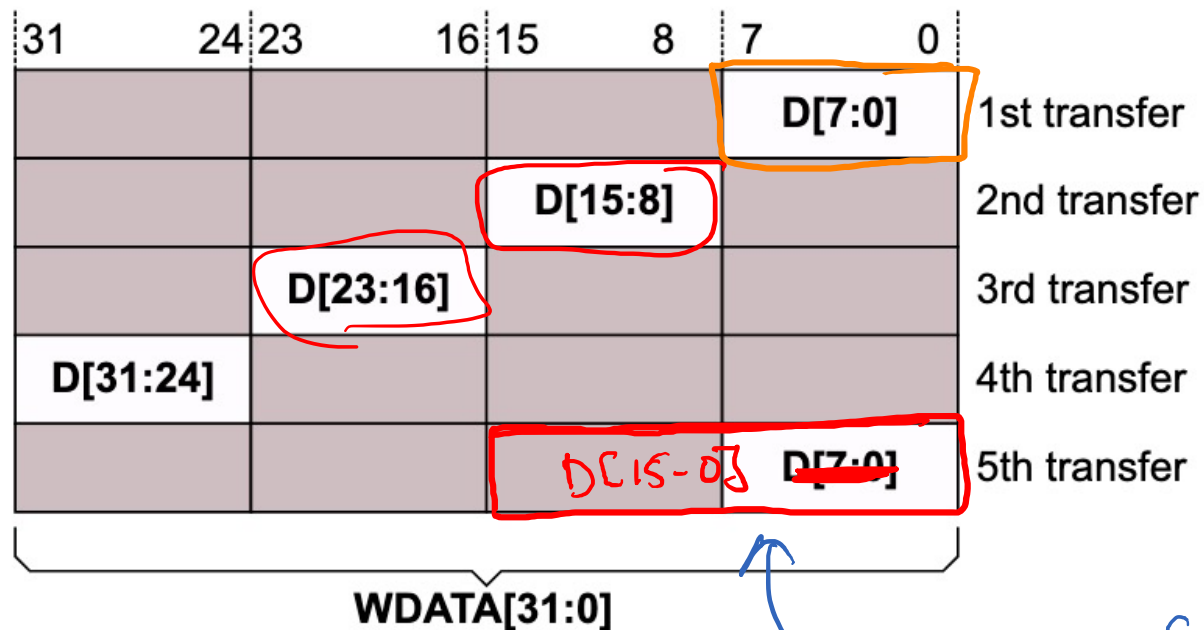 31 24 23 16 15 8 7 0
D[7:0] 1st transfer
D[15:8] 2nd transfer
D[23:16] 3rd transfer
D[31:24] 4th transfer
D[15-0] D[7:0] 5th transfer
WDATA[31:0]